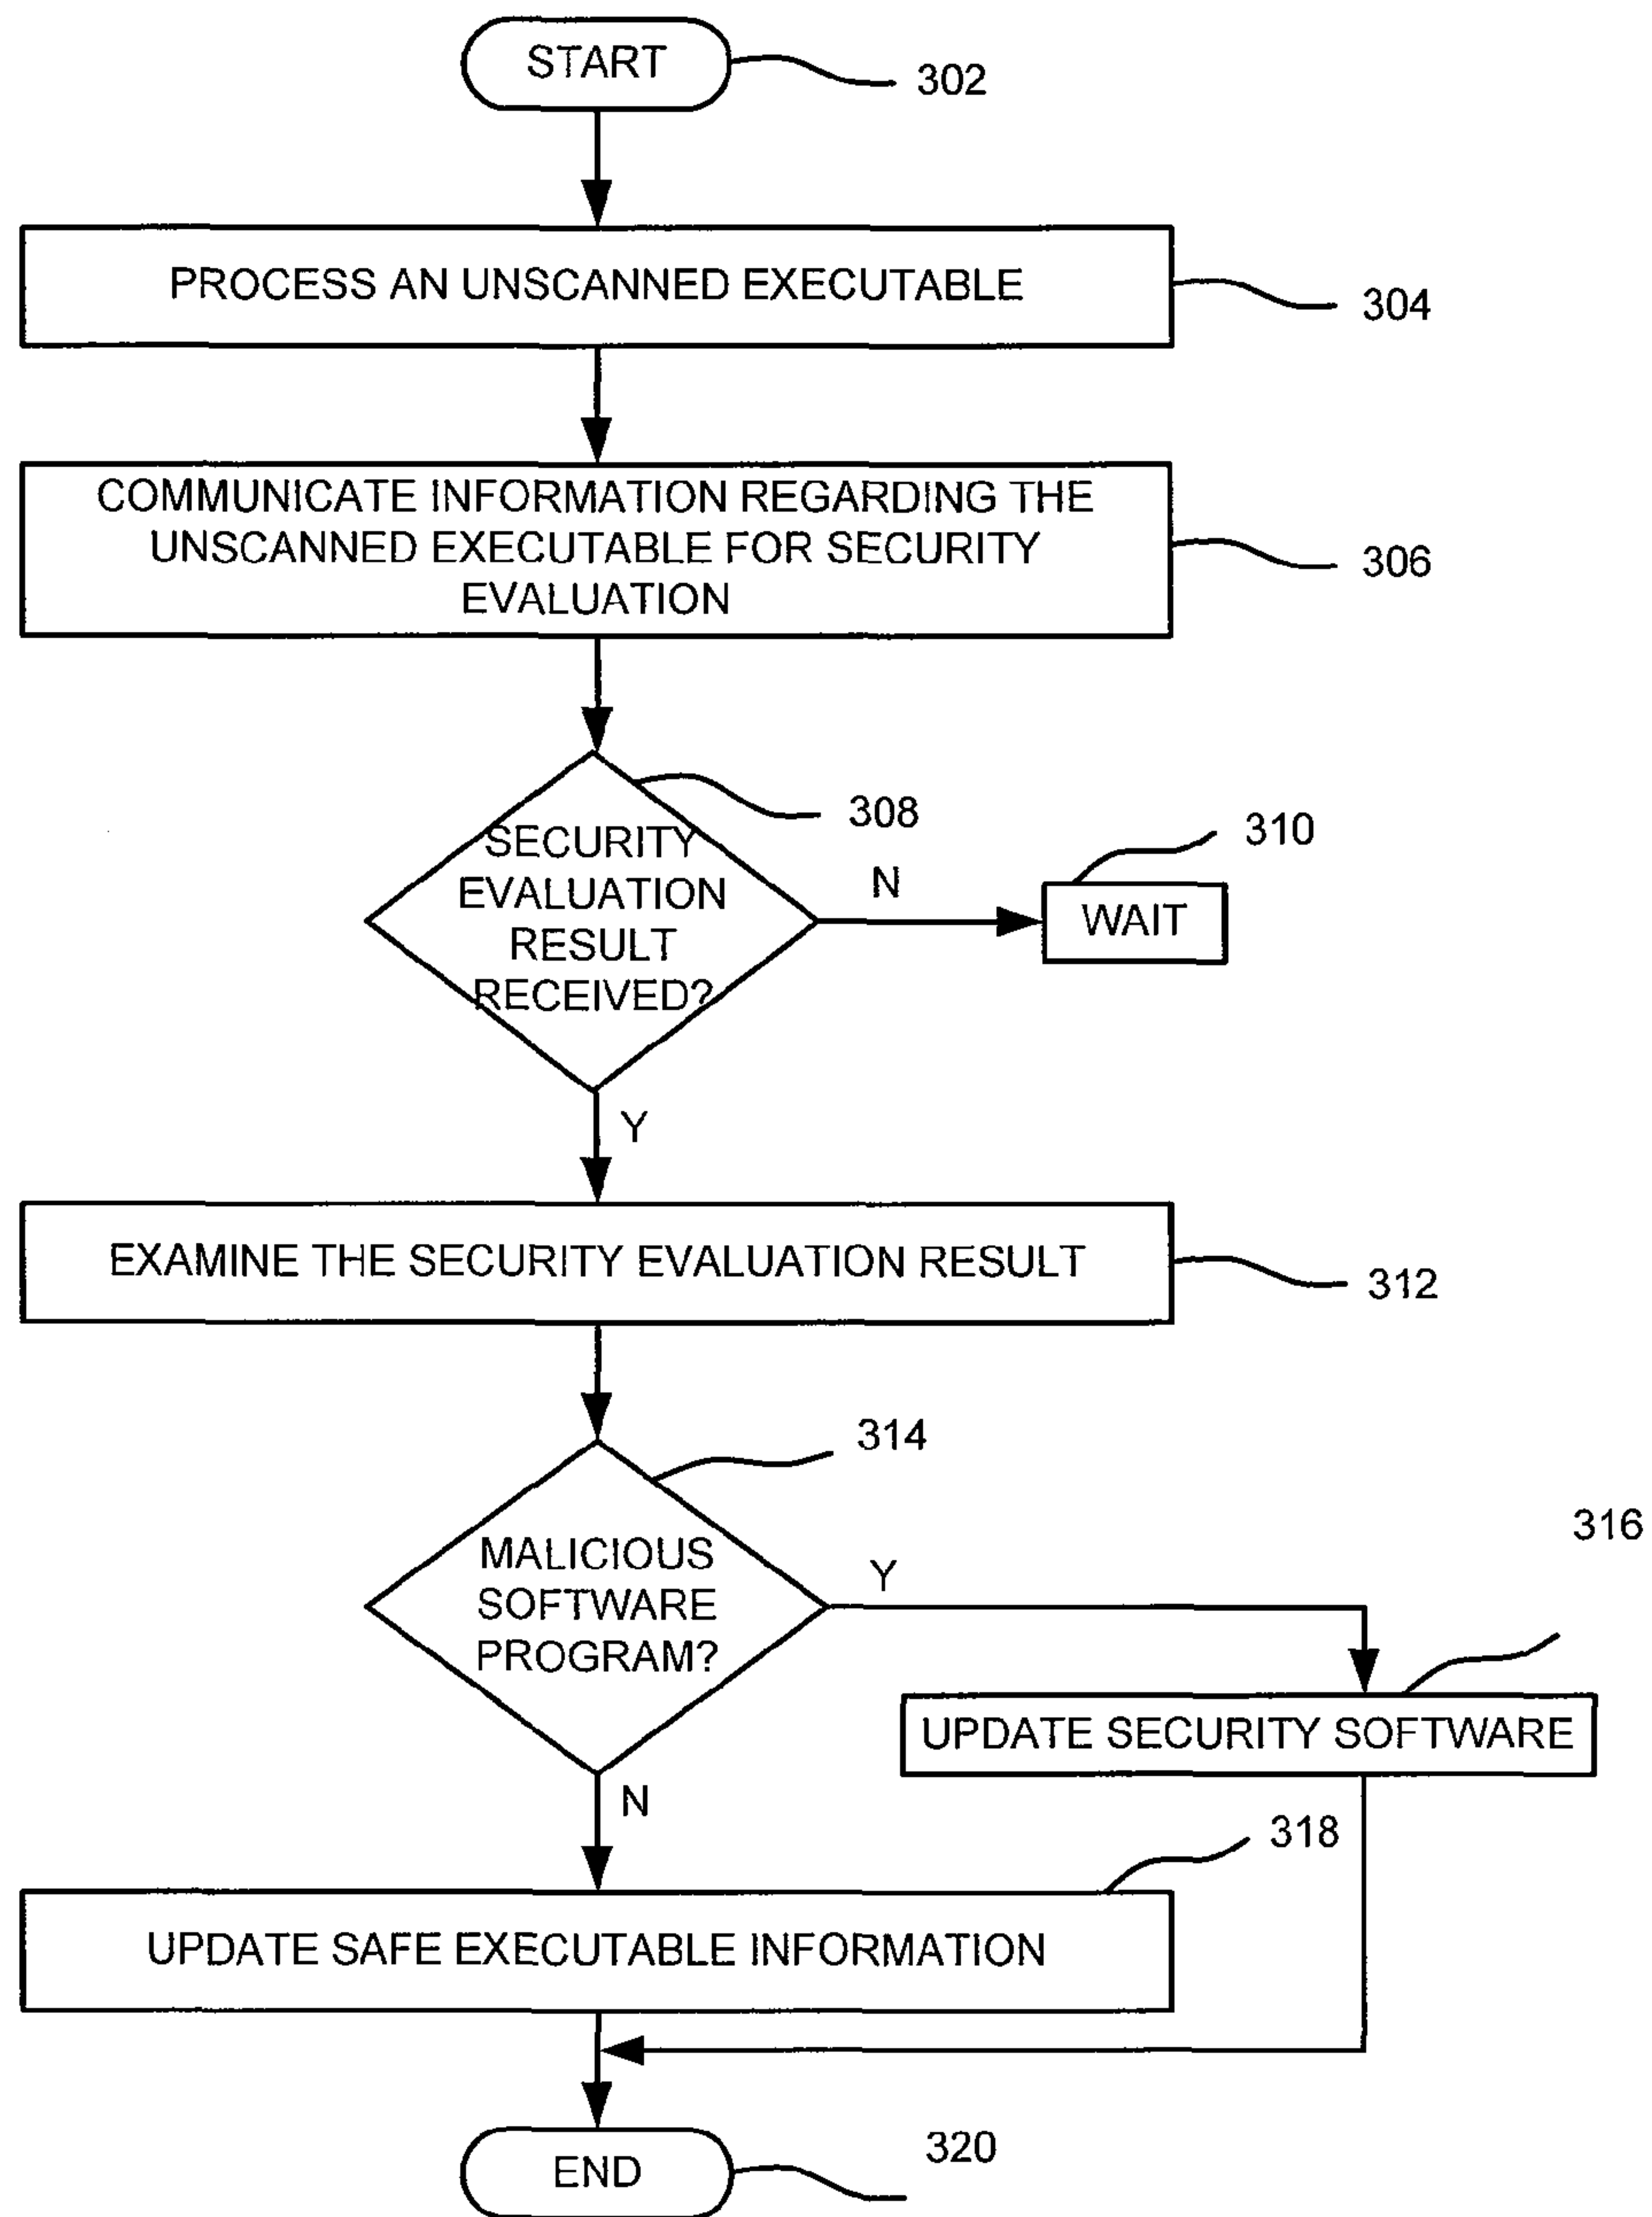 START
302
PROCESS AN UNSCANNED EXECUTABLE
304
COMMUNICATE INFORMATION REGARDING THE
UNSCANNED EXECUTABLE FOR SECURITY
EVALUATION
306
308
SECURITY
EVALUATION
RESULT
RECEIVED?
N
310
WAIT
Y
EXAMINE THE SECURITY EVALUATION RESULT
312
314
MALICIOUS
SOFTWARE
PROGRAM?
Y
316
UPDATE SECURITY SOFTWARE
N
318
UPDATE SAFE EXECUTABLE INFORMATION
END
320